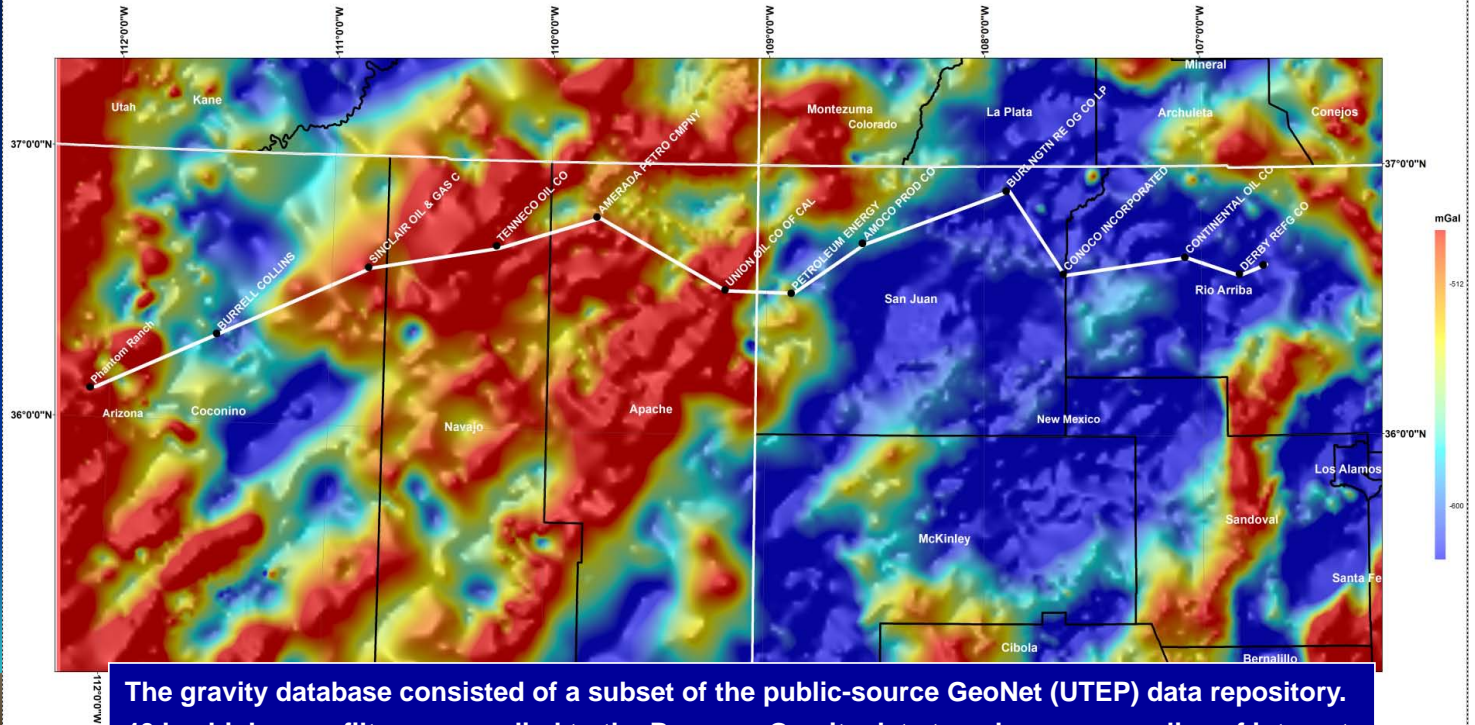 112°0'0"W
111°0'0"W
110°0'0"W
109°0'0"W
108°0'0"W
107°0'0"W
Mineral
Utah
Kane
Montezuma
Colorado
La Plata
Archuleta
Conejos
37°0'0"N
37°0'0"N
mGal
-512
-600
Phantom Ranch
BURRELL COLLINS
SINCLAIR OIL & GAS C
TENNECO OIL CO
AMERADA PETRO CMPNY
UNION OIL CO OF CAL
PETROLEUM ENERGY
AMOCO PROD CO
BURLNGTN RE OG CO LP
CONOCO INCORPORATED
CONTINENTAL OIL CO
DERBY REFG CO
San Juan
Rio Arriba
Arizona
Coconino
Navajo
Apache
New Mexico
36°0'0"N
36°0'0"N
Los Alamos
McKinley
Sandoval
Santa Fe
Cibola
Bernalillo
112°0'0"W
The gravity database consisted of a subset of the public-source GeoNet (UTEP) data repository.